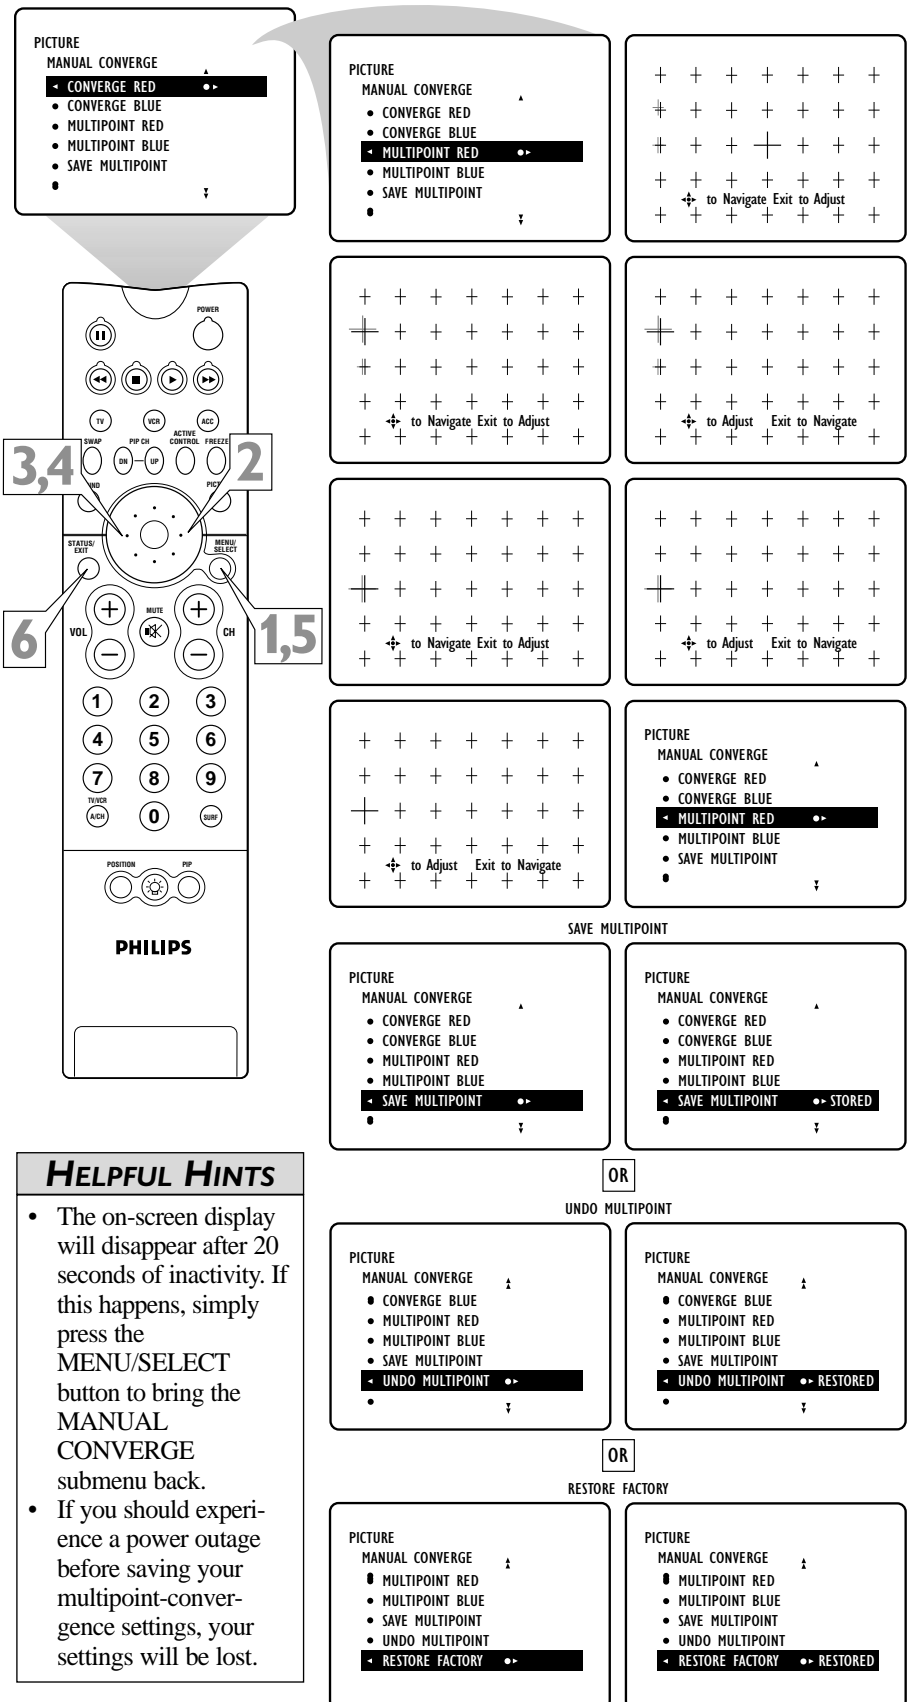 PICTURE
MANUAL CONVERGE
CONVERGE RED
• CONVERGE BLUE
• MULTIPOINT RED
• MULTIPOINT BLUE
• SAVE MULTIPOINT
PICTURE
MANUAL CONVERGE
• CONVERGE RED
• CONVERGE BLUE
MULTIPOINT RED
• MULTIPOINT BLUE
• SAVE MULTIPOINT
to Navigate Exit to Adjust
to Navigate Exit to Adjust
to Adjust Exit to Navigate
to Navigate Exit to Adjust
to Adjust Exit to Navigate
to Adjust Exit to Navigate
PICTURE
MANUAL CONVERGE
• CONVERGE RED
• CONVERGE BLUE
MULTIPOINT RED
• MULTIPOINT BLUE
• SAVE MULTIPOINT
POWER
TV
VCR
ACC
SWAP
PIP CH
ACTIVE
CONTROL
FREEZE
DN
UP
3,4
2
STATUS/
EXIT
MENU/
SELECT
6
1,5
VOL
MUTE
CH
1
2
3
4
5
6
7
8
9
TV/VCR
A/CH
0
SURF
POSITION
PIP
PHILIPS
SAVE MULTIPOINT
PICTURE
MANUAL CONVERGE
• CONVERGE RED
• CONVERGE BLUE
• MULTIPOINT RED
• MULTIPOINT BLUE
SAVE MULTIPOINT
PICTURE
MANUAL CONVERGE
• CONVERGE RED
• CONVERGE BLUE
• MULTIPOINT RED
• MULTIPOINT BLUE
SAVE MULTIPOINT STORED
OR
UNDO MULTIPOINT
PICTURE
MANUAL CONVERGE
• CONVERGE BLUE
• MULTIPOINT RED
• MULTIPOINT BLUE
• SAVE MULTIPOINT
UNDO MULTIPOINT
PICTURE
MANUAL CONVERGE
• CONVERGE BLUE
• MULTIPOINT RED
• MULTIPOINT BLUE
• SAVE MULTIPOINT
UNDO MULTIPOINT RESTORED
OR
RESTORE FACTORY
PICTURE
MANUAL CONVERGE
• MULTIPOINT RED
• MULTIPOINT BLUE
• SAVE MULTIPOINT
• UNDO MULTIPOINT
RESTORE FACTORY
PICTURE
MANUAL CONVERGE
• MULTIPOINT RED
• MULTIPOINT BLUE
• SAVE MULTIPOINT
• UNDO MULTIPOINT
RESTORE FACTORY RESTORED
HELPFUL HINTS
• The on-screen display
will disappear after 20
seconds of inactivity. If
this happens, simply
press the
MENU/SELECT
button to bring the
MANUAL
CONVERGE
submenu back.
• If you should experi-
ence a power outage
before saving your
multipoint-conver-
gence settings, your
settings will be lost.